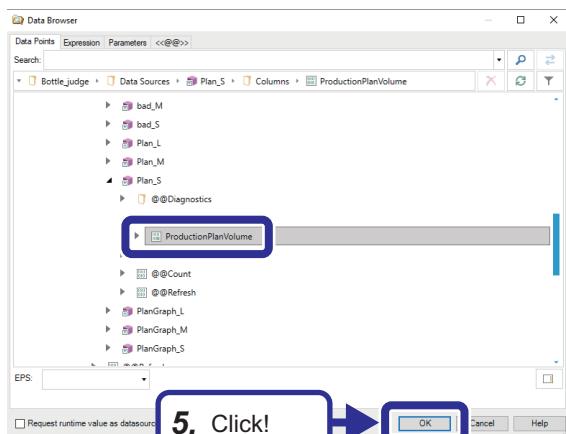 Data Browser
Data Points Expression Parameters <<@@>>
Search:
Bottle_judge Data Sources Plan_S Columns ProductionPlanVolume
bad_M
bad_S
Plan_L
Plan_M
Plan_S
@@Diagnostics
ProductionPlanVolume
@@Count
@@Refresh
PlanGraph_L
PlanGraph_M
PlanGraph_S
EPS:
Request runtime value as datasourc
5, Click!
OK Cancel Help